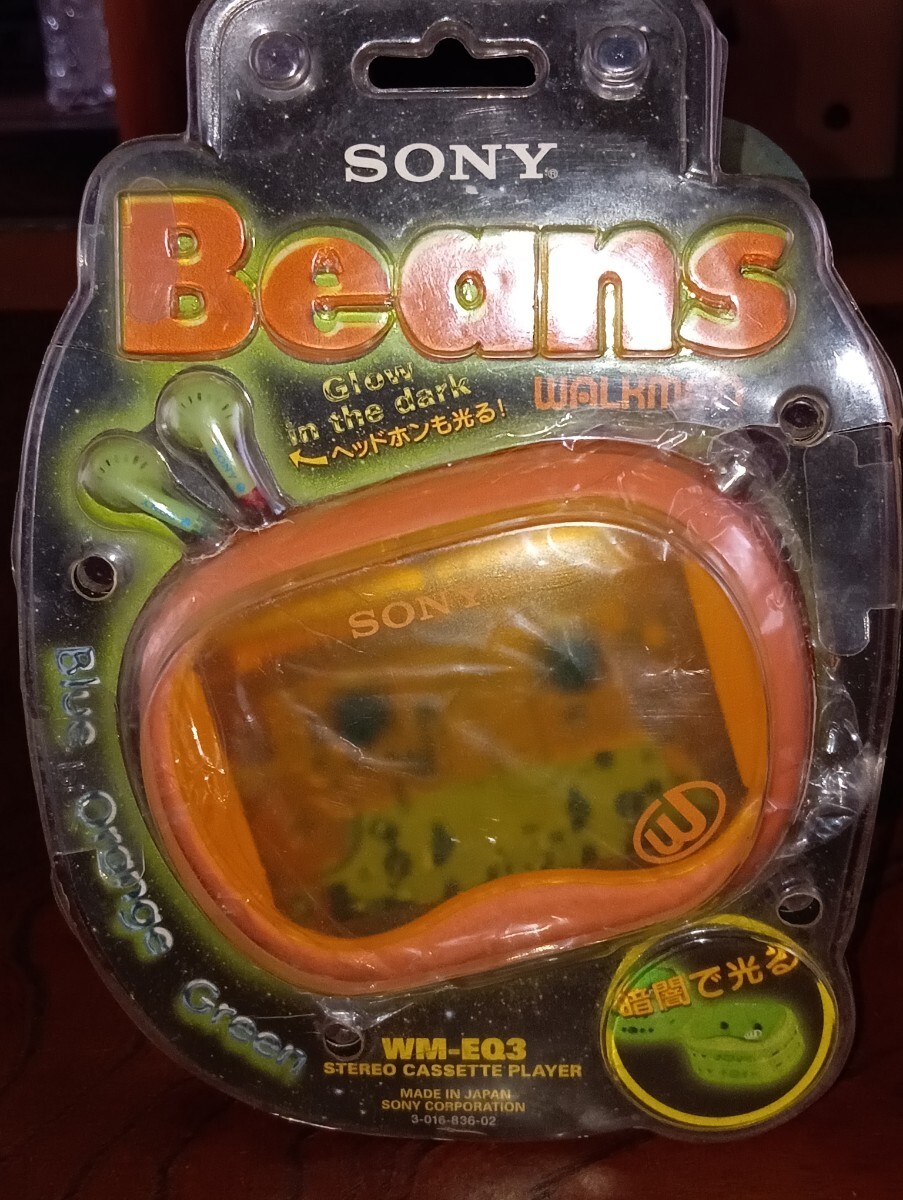 SONY®
Beans
Glow
in the dark
WALKMAN
ヘッドホンも光る!
SONY
Blue Orange Green
暗闇で光る
WM-EQ3
STEREO CASSETTE PLAYER
MADE IN JAPAN
SONY CORPORATION
3-016-836-02